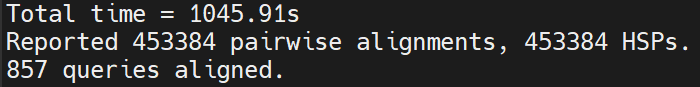 Total time = 1045.91s
Reported 453384 pairwise alignments, 453384 HSPs.
857 queries aligned.